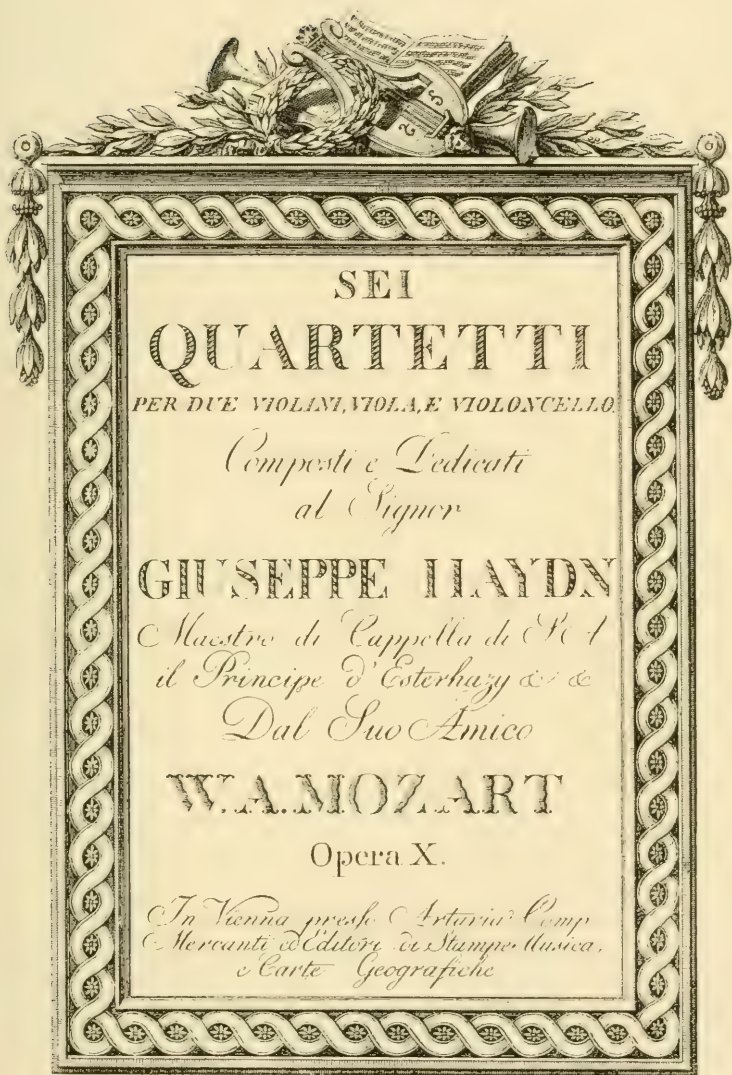 SEI
QUARTETTI
PER DUE VIOLINI, VIOLA, E VIOLONCELLO.
Composti e Dedicati
al Signor
GIUSEPPE HAYDN
Maestro di Cappella di S. A.
il Principe d'Esterhazy & &
Dal Suo Amico
W. A. MOZART
Opera X.
In Vienna presso Artaria Comp.
Mercanti ed Editori di Stampe Musica,
e Carte Geografiche